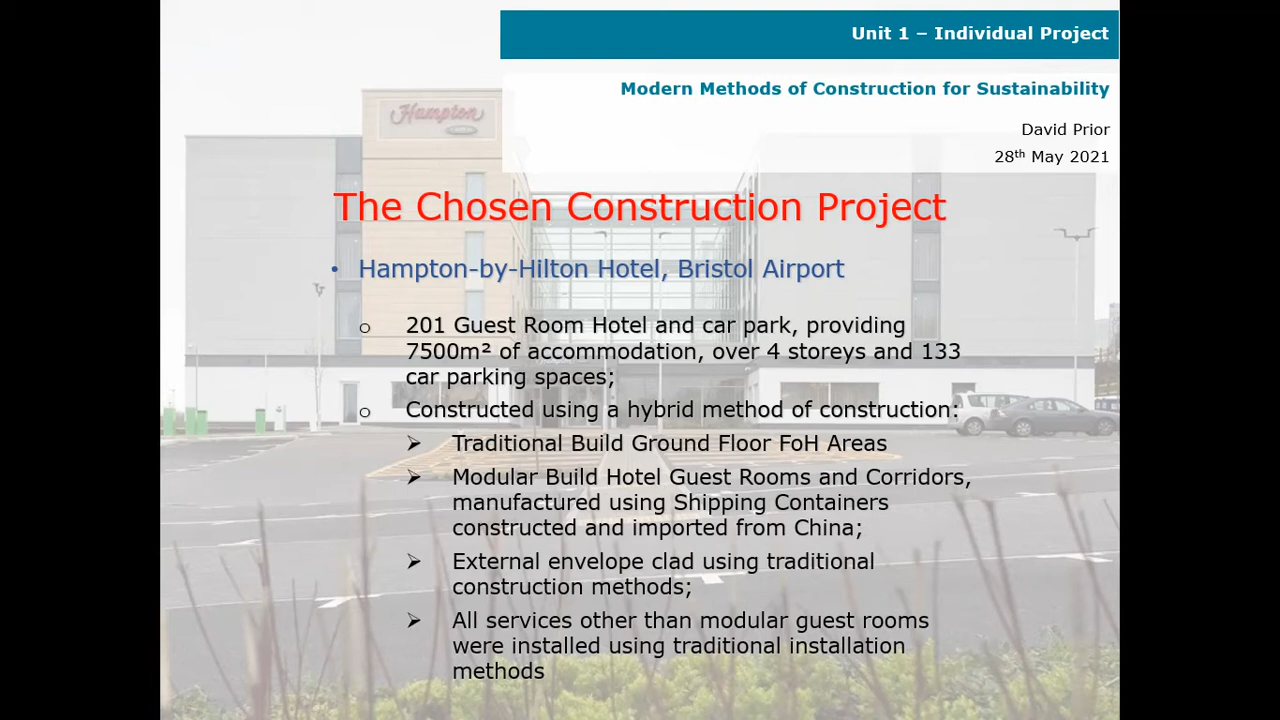 Unit 1 – Individual Project
Modern Methods of Construction for Sustainability
David Prior
28th May 2021
Hampton
The Chosen Construction Project
• Hampton-by-Hilton Hotel, Bristol Airport
o 201 Guest Room Hotel and car park, providing
7500m² of accommodation, over 4 storeys and 133
car parking spaces;
o Constructed using a hybrid method of construction:
➢ Traditional Build Ground Floor FoH Areas
➢ Modular Build Hotel Guest Rooms and Corridors,
manufactured using Shipping Containers
constructed and imported from China;
➢ External envelope clad using traditional
construction methods;
➢ All services other than modular guest rooms
were installed using traditional installation
methods